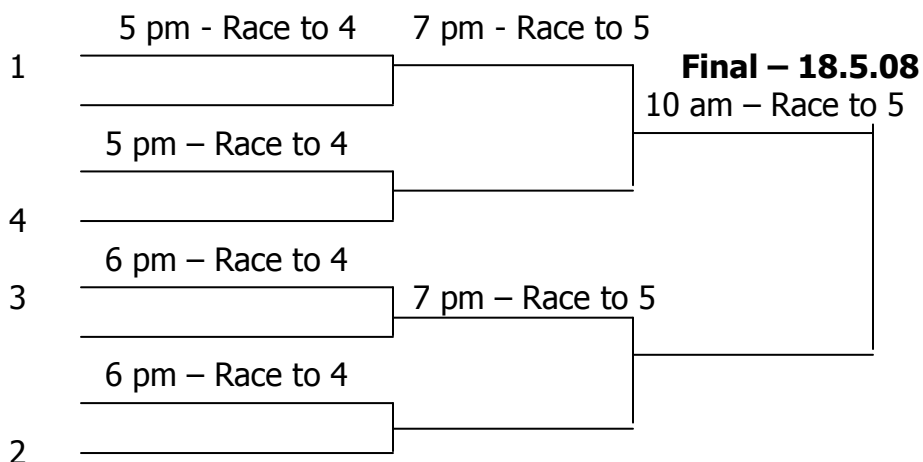 5 pm - Race to 4
7 pm - Race to 5
1
Final – 18.5.08
10 am – Race to 5
5 pm – Race to 4
4
6 pm – Race to 4
3
7 pm – Race to 5
6 pm – Race to 4
2